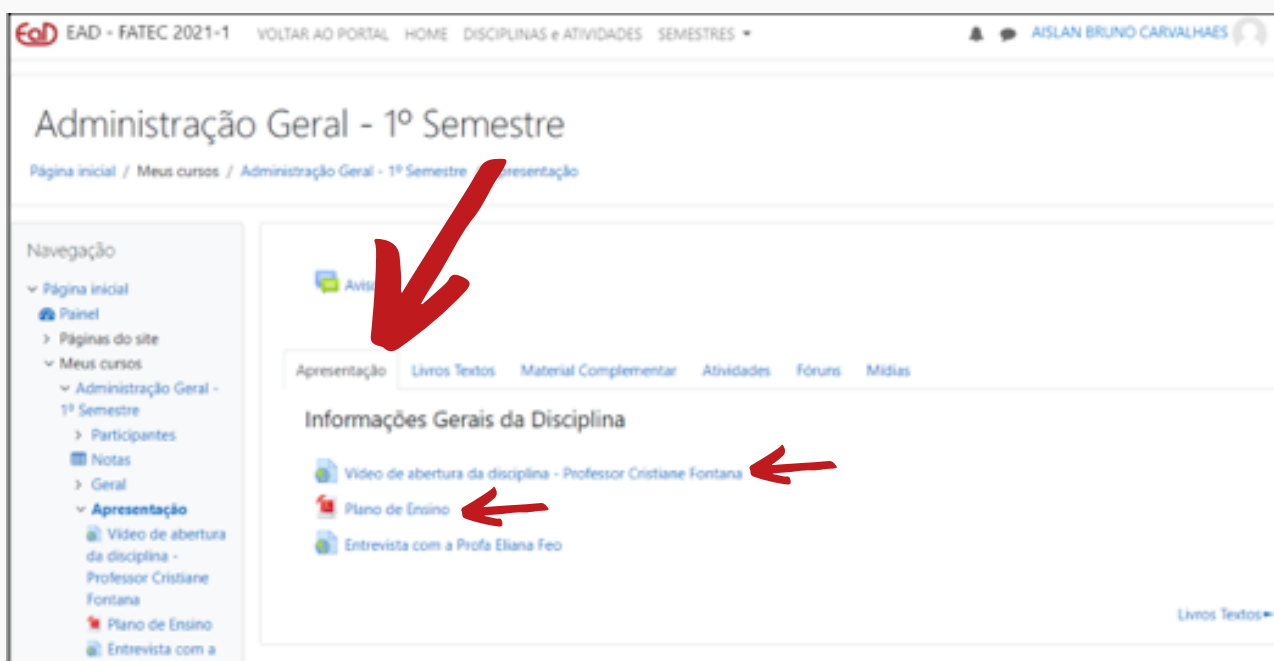 EaD EAD - FATEC 2021-1 VOLTAR AO PORTAL HOME DISCIPLINAS e ATIVIDADES SEMESTRES AISLAN BRUNO CARVALHAES
Administração Geral - 1º Semestre
Página inicial / Meus cursos / Administração Geral - 1º Semestre
Navegação
Página inicial
Painel
Páginas do site
Meus cursos
Administração Geral -
1º Semestre
Participantes
Notas
Geral
Apresentação
Vídeo de abertura
da disciplina -
Professor Cristiane
Fontana
Plano de Ensino
Entrevista com a
Apresentação Livros Textos Material Complementar Atividades Fóruns Mídias
Informações Gerais da Disciplina
Vídeo de abertura da disciplina - Professor Cristiane Fontana
Plano de Ensino
Entrevista com a Profa Eliana Feo
Livros Textos